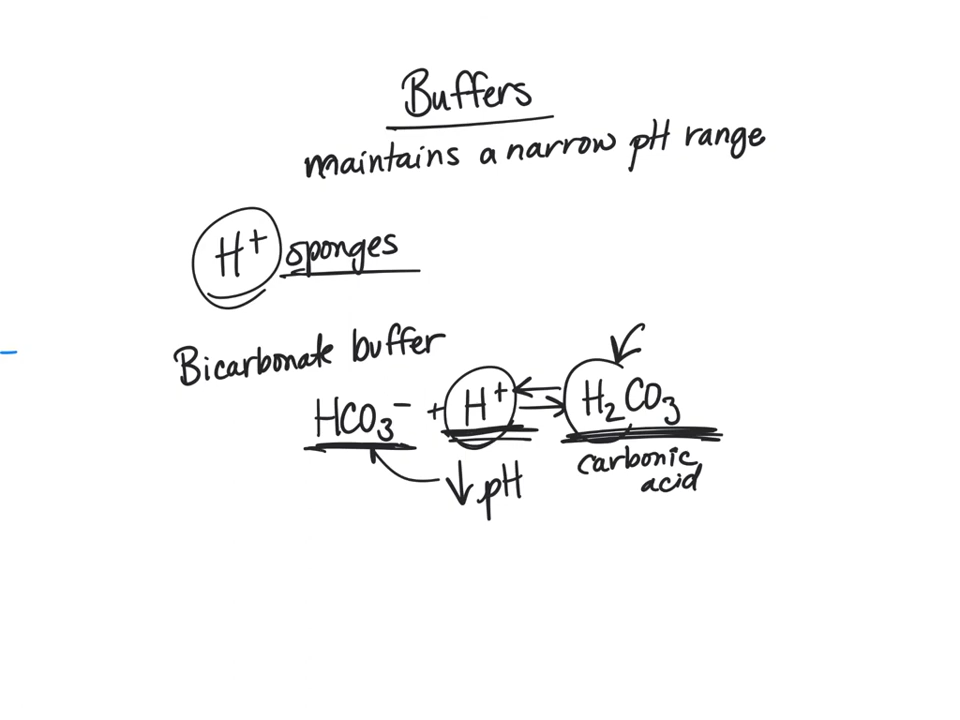 Buffers
maintains a narrow pH range
H+ sponges
Bicarbonate buffer
HCO₃⁻ + H⁺ ⇄ H₂CO₃
↓ pH
carbonic
acid